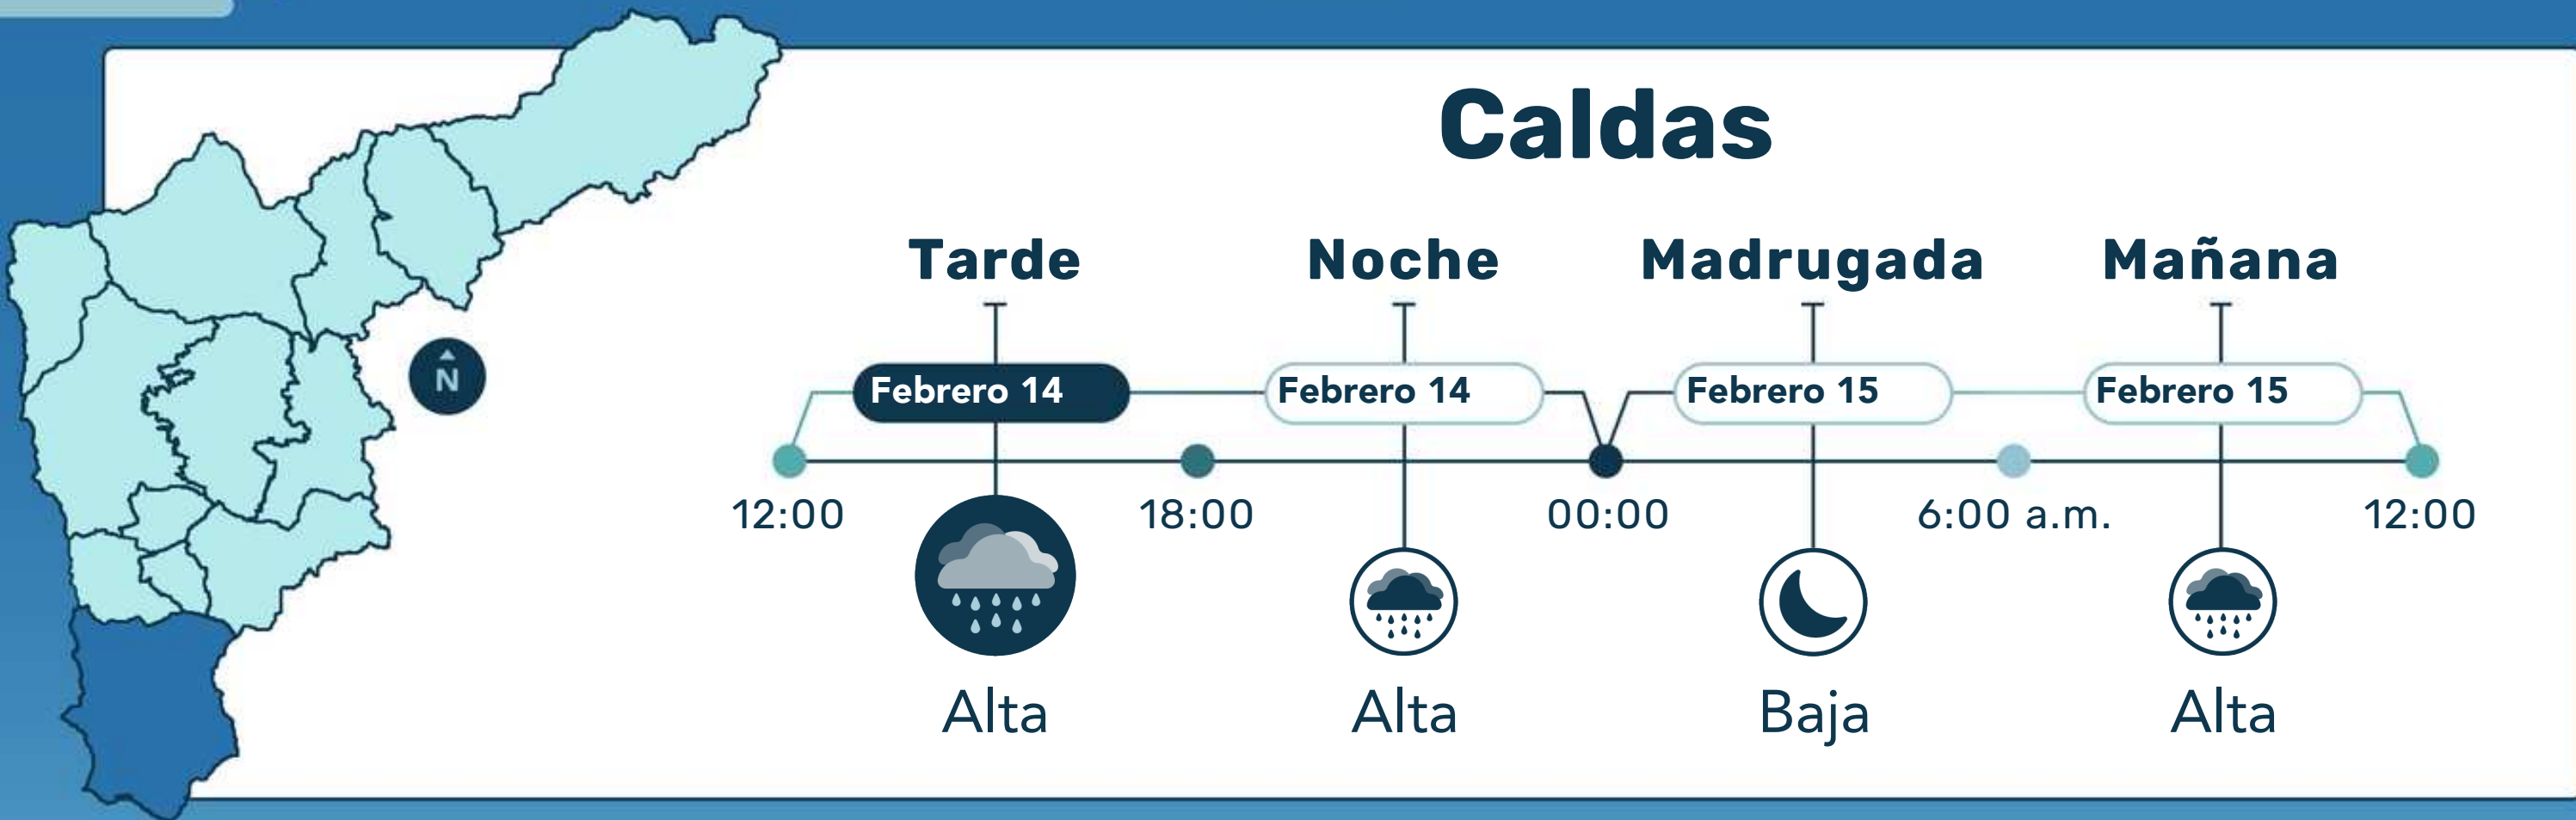 Caldas
Tarde Noche Madrugada Mañana
Febrero 14 Febrero 14 Febrero 15 Febrero 15
N
12:00 18:00 00:00 6:00 a.m. 12:00
Alta Alta Baja Alta